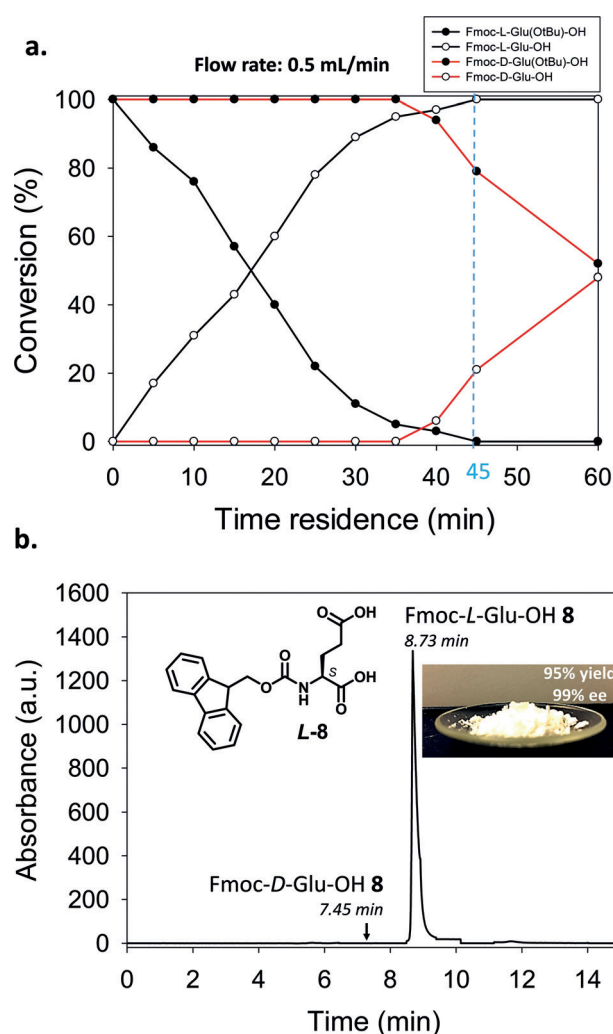 a.
Fmoc-L-Glu(OtBu)-OH
Fmoc-L-Glu-OH
Fmoc-D-Glu(OtBu)-OH
Fmoc-D-Glu-OH
Flow rate: 0.5 mL/min
Conversion (%)
100
80
60
40
20
0
0 10 20 30 40 45 50 60
Time residence (min)
b.
Absorbance (a.u.)
1600
1400
1200
1000
800
600
400
200
0
Fmoc-L-Glu-OH 8
8.73 min
95% yield
99% ee
O
OH
O
S
OH
O
N
H
O
L-8
Fmoc-D-Glu-OH 8
7.45 min
0 2 4 6 8 10 12 14
Time (min)